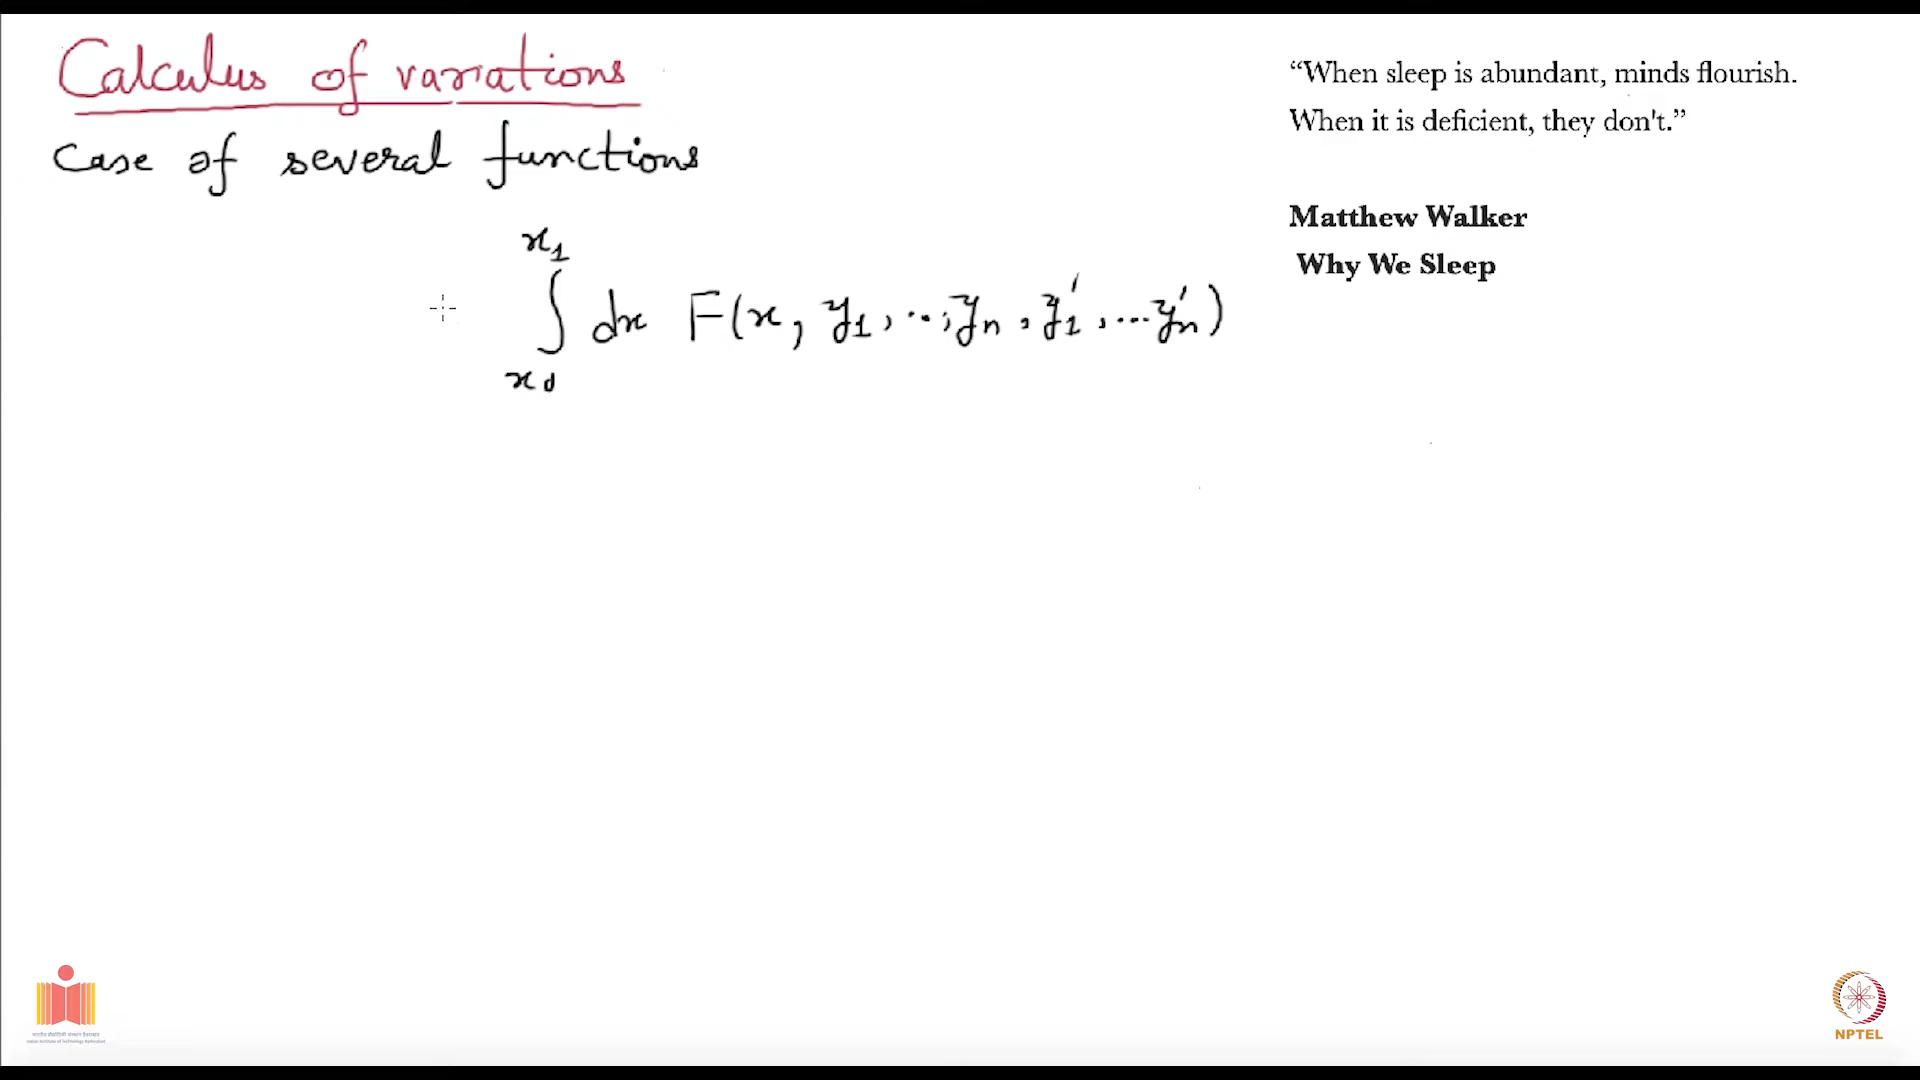 Calculus of variations
Case of several functions
x₁
∫ dx F(x, y₁, .., yₙ, y₁', ... yₙ')
x₀
“When sleep is abundant, minds flourish.
When it is deficient, they don't.”
Matthew Walker
Why We Sleep
NPTEL